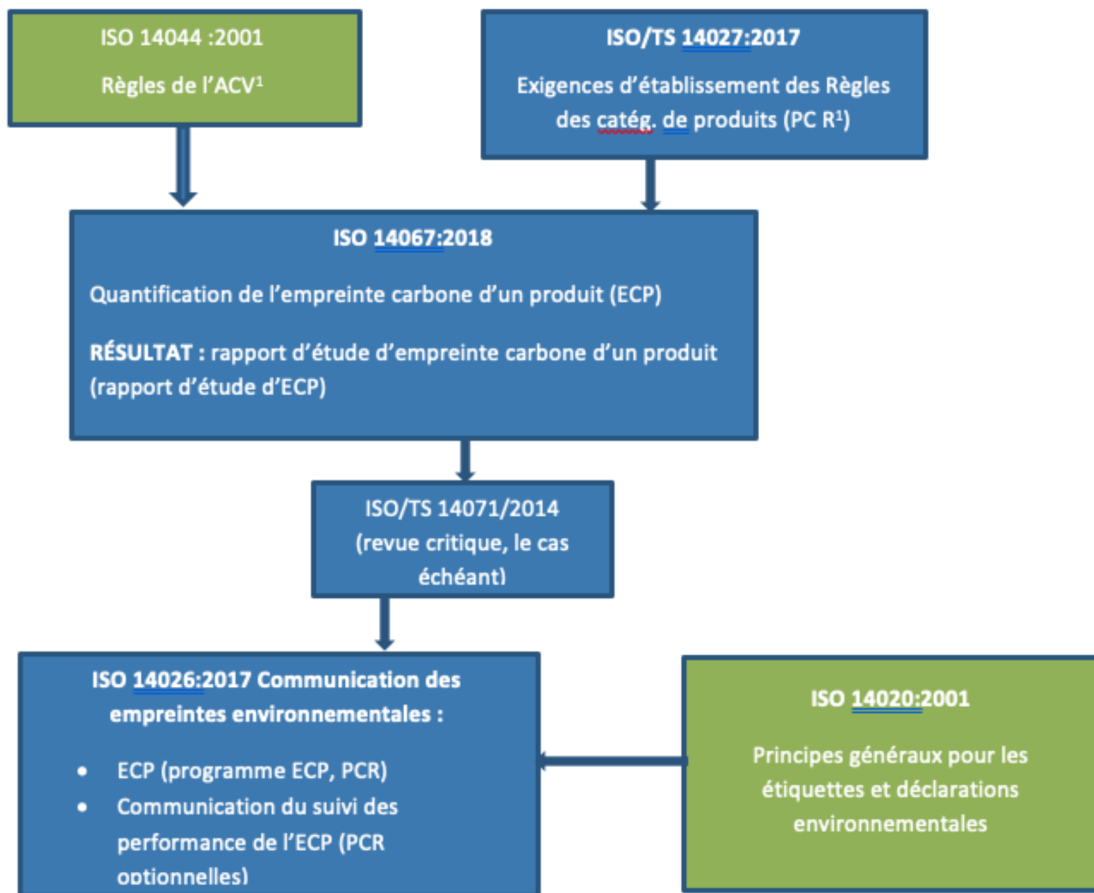 ISO 14044 :2001
Règles de l’ACV¹
ISO/TS 14027:2017
Exigences d’établissement des Règles
des catég. de produits (PC R¹)
ISO 14067:2018
Quantification de l’empreinte carbone d’un produit (ECP)
RÉSULTAT : rapport d’étude d’empreinte carbone d’un produit
(rapport d’étude d’ECP)
ISO/TS 14071/2014
(revue critique, le cas
échéant)
ISO 14026:2017 Communication des
empreintes environnementales :
• ECP (programme ECP, PCR)
• Communication du suivi des
performance de l’ECP (PCR
optionnelles)
ISO 14020:2001
Principes généraux pour les
étiquettes et déclarations
environnementales